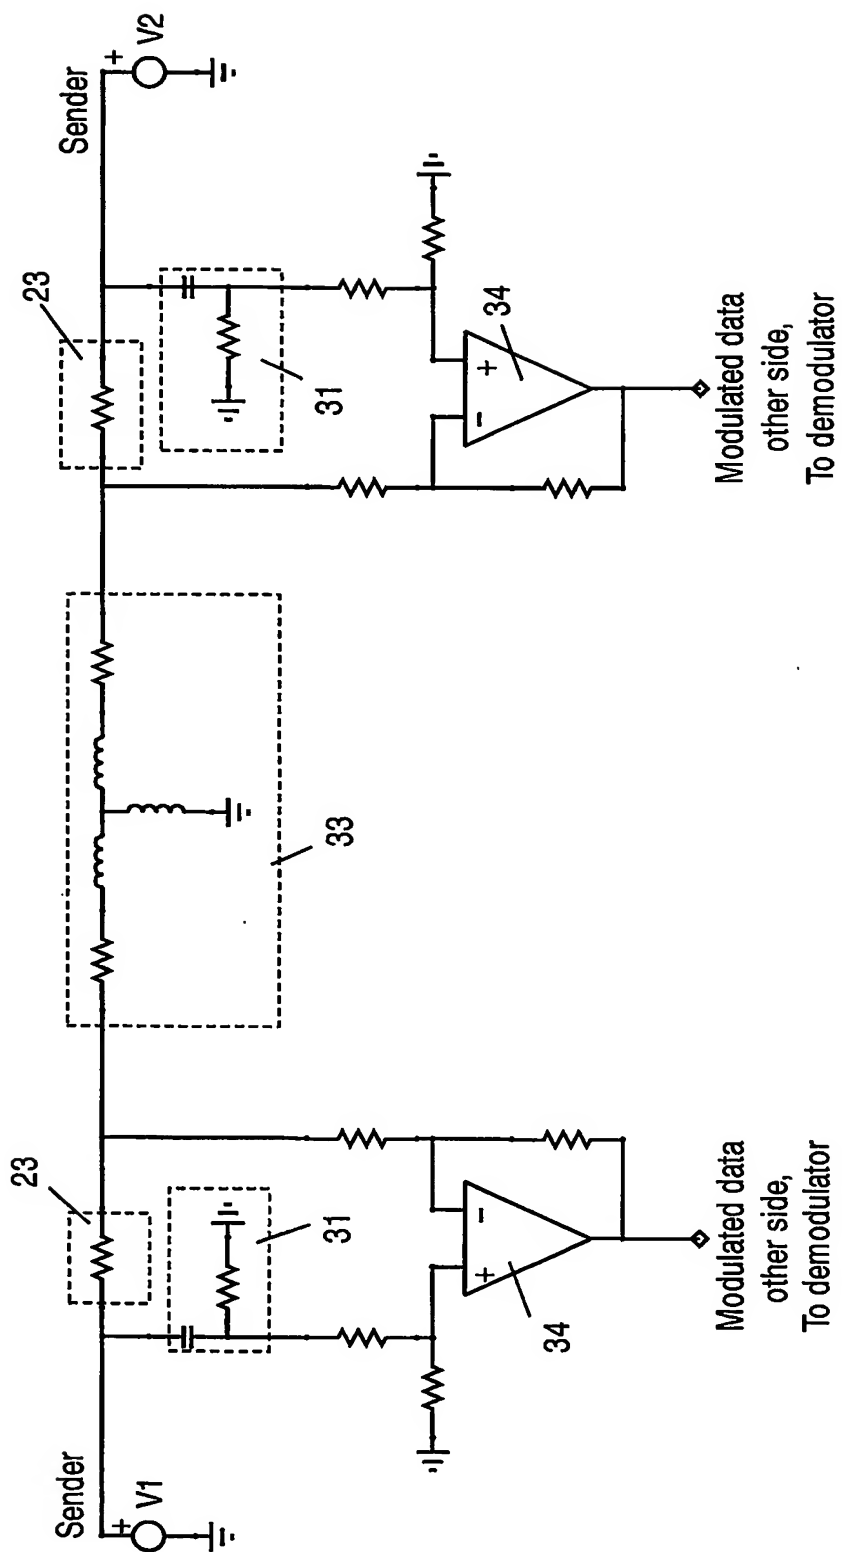 Sender
+
V1
23
31
+
-
34
Modulated data
other side,
To demodulator
33
23
31
-
+
34
Modulated data
other side,
To demodulator
Sender
+
V2